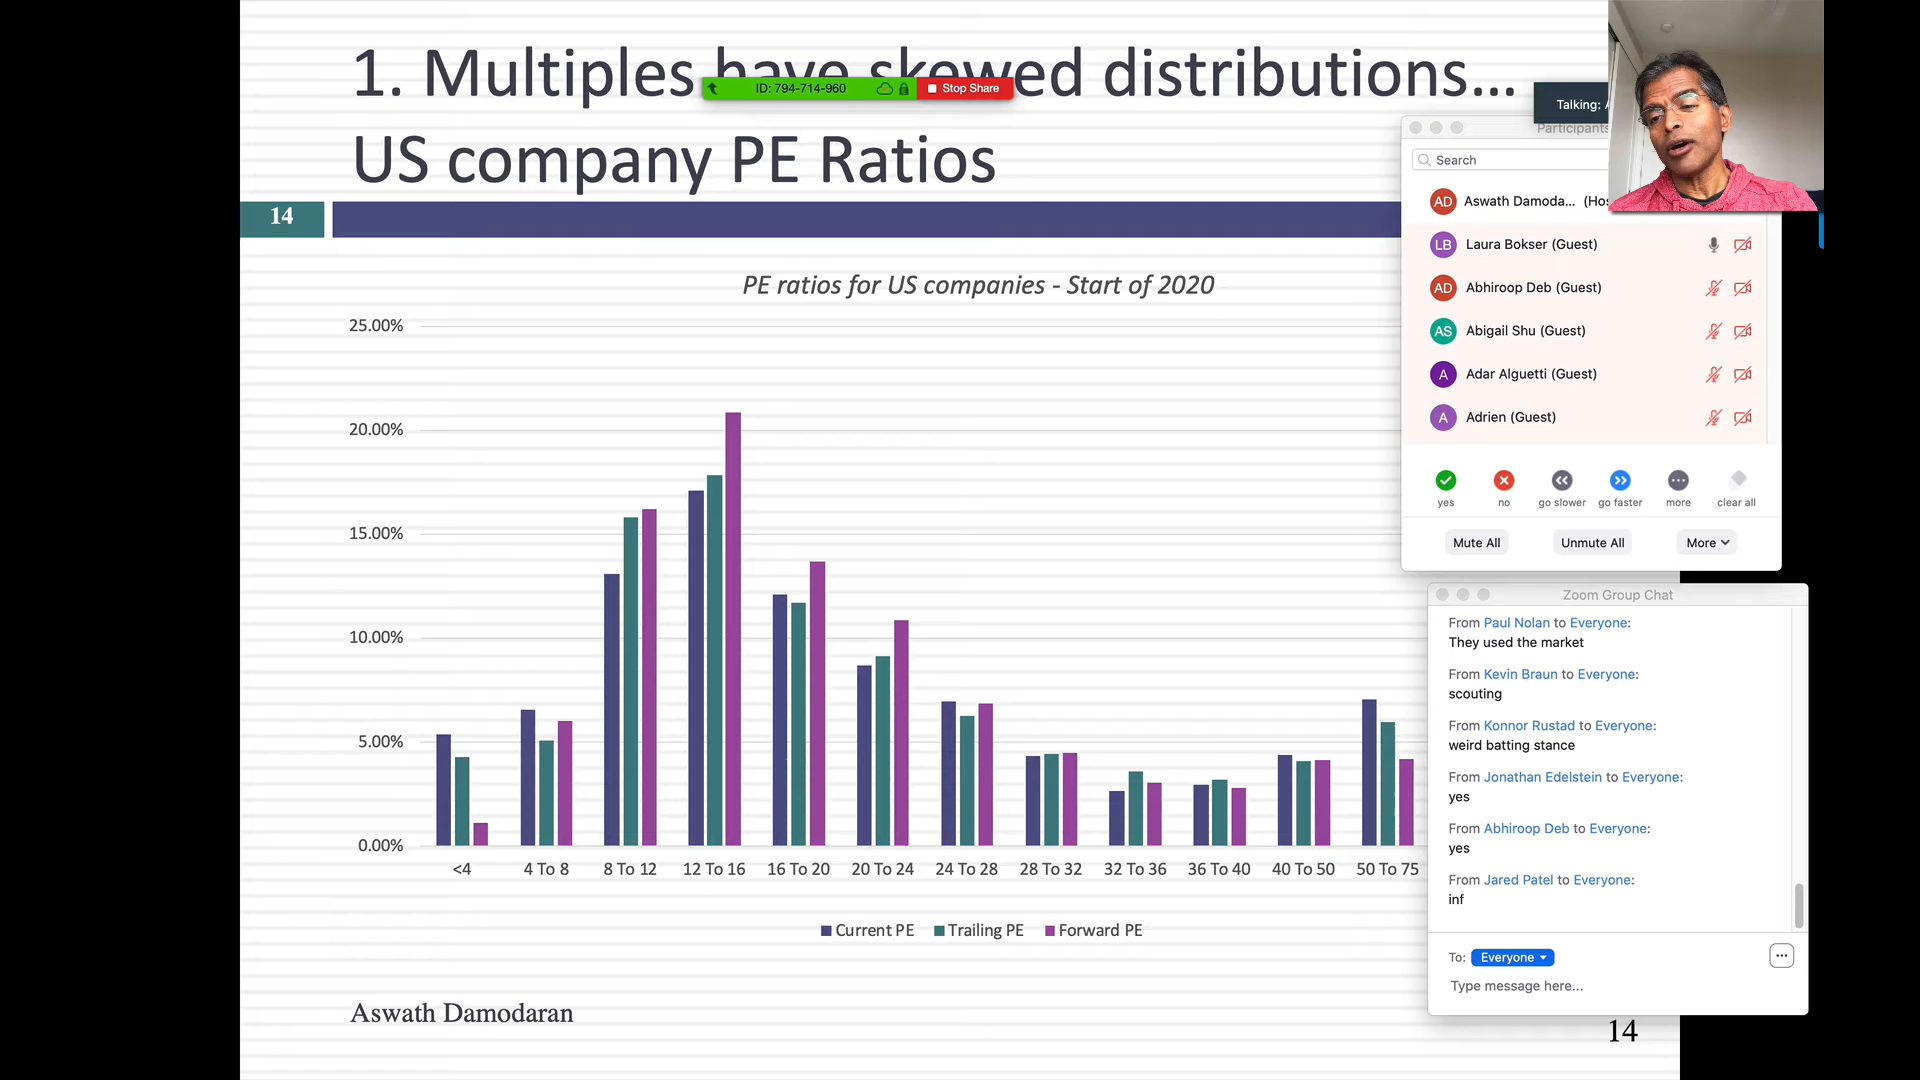 1. Multiples have skewed distributions...
US company PE Ratios
ID: 794-714-960
Stop Share
14
PE ratios for US companies - Start of 2020
25.00%
20.00%
15.00%
10.00%
5.00%
0.00%
<4
4 To 8
8 To 12
12 To 16
16 To 20
20 To 24
24 To 28
28 To 32
32 To 36
36 To 40
40 To 50
50 To 75
Current PE
Trailing PE
Forward PE
Aswath Damodaran
14
Talking: A
Participants
Search
AD Aswath Damoda... (Hos
LB Laura Bokser (Guest)
AD Abhiroop Deb (Guest)
AS Abigail Shu (Guest)
A Adar Alguetti (Guest)
A Adrien (Guest)
yes
no
go slower
go faster
more
clear all
Mute All
Unmute All
More
Zoom Group Chat
From Paul Nolan to Everyone:
They used the market
From Kevin Braun to Everyone:
scouting
From Konnor Rustad to Everyone:
weird batting stance
From Jonathan Edelstein to Everyone:
yes
From Abhiroop Deb to Everyone:
yes
From Jared Patel to Everyone:
inf
To: Everyone
Type message here...